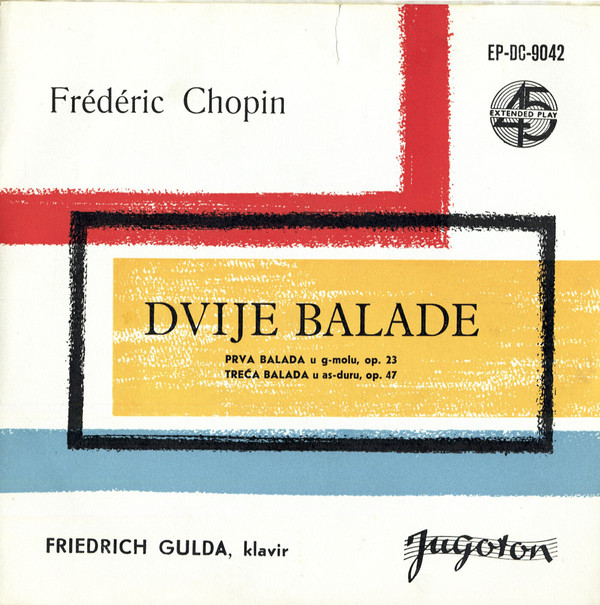 EP-DC-9042
Frédéric Chopin
45
EXTENDED PLAY
DVIJE BALADE
PRVA BALADA u g-molu, op. 23
TREĆA BALADA u as-duru, op. 47
FRIEDRICH GULDA, klavir
Jugoton